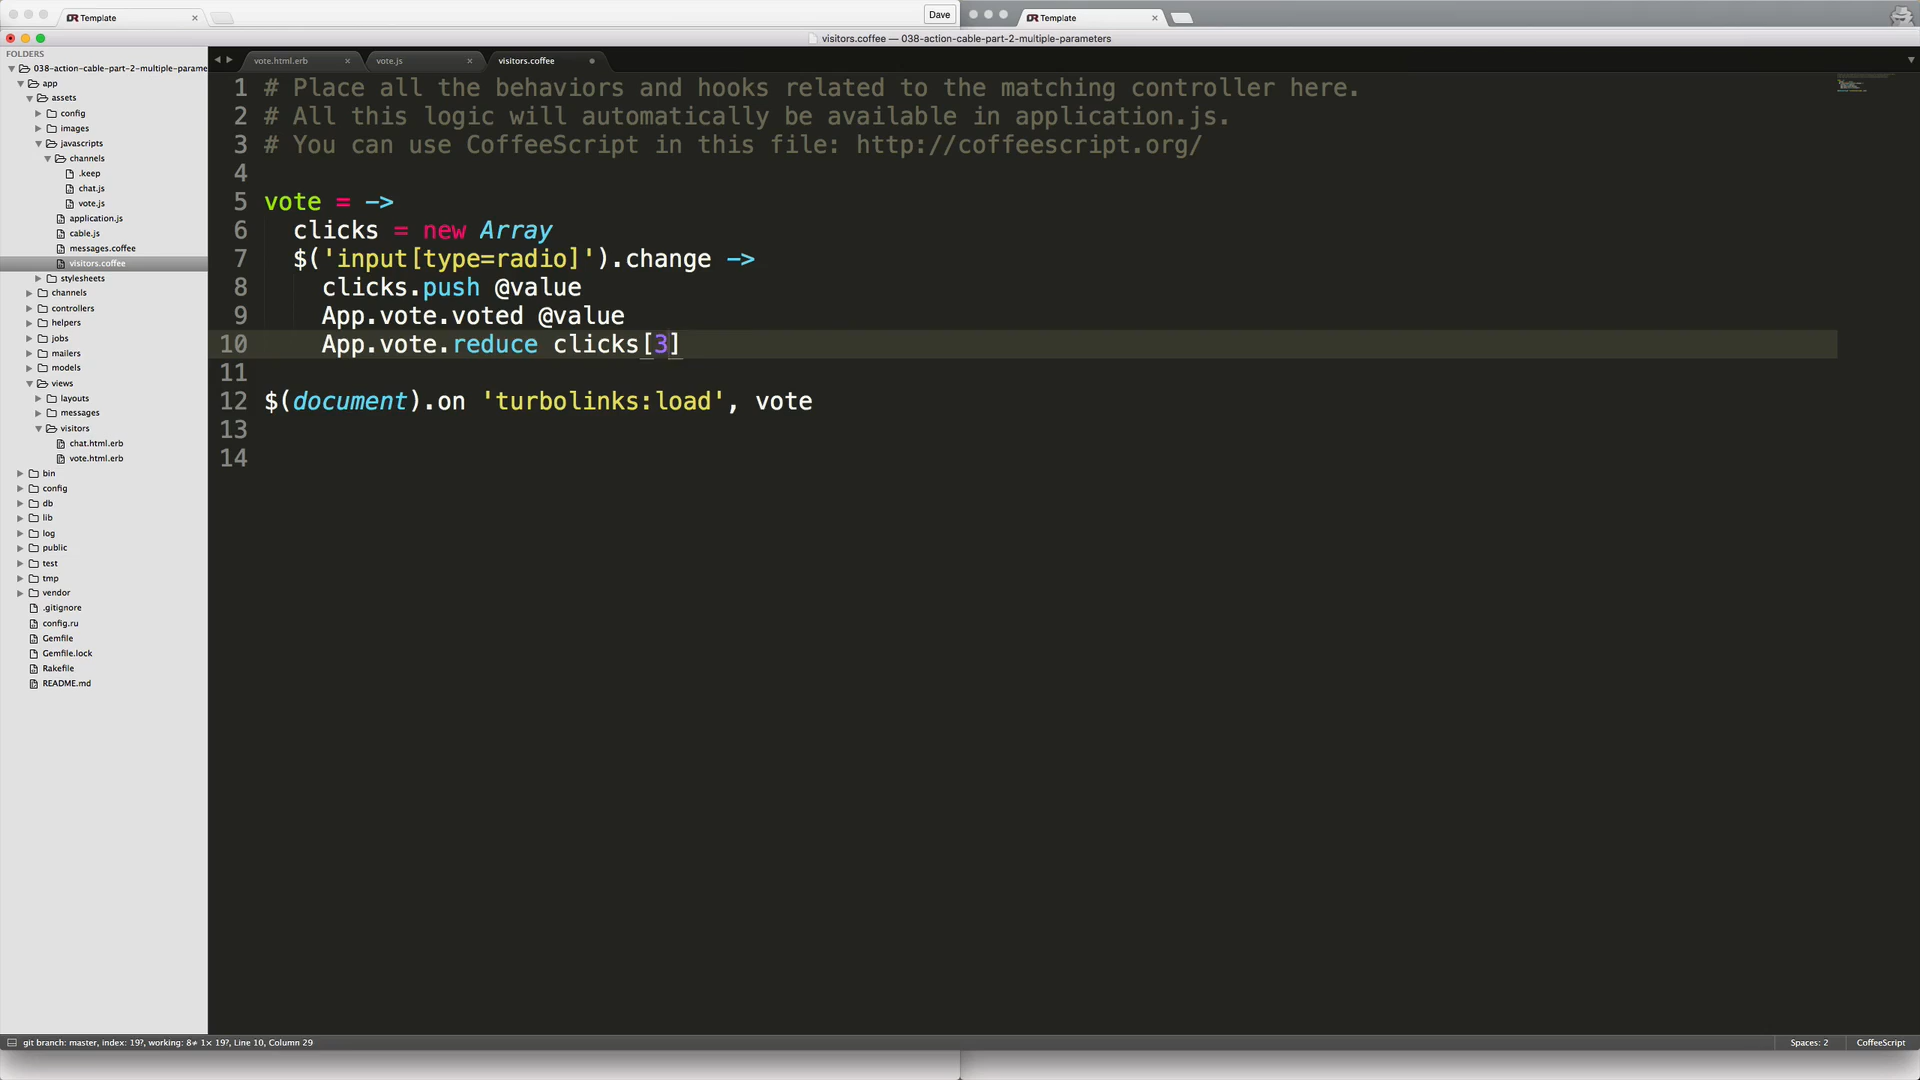 Template
Dave
Template
visitors.coffee — 038-action-cable-part-2-multiple-parameters
FOLDERS
038-action-cable-part-2-multiple-parame
app
assets
config
images
javascripts
channels
.keep
chat.js
vote.js
application.js
cable.js
messages.coffee
visitors.coffee
stylesheets
channels
controllers
helpers
jobs
mailers
models
views
layouts
messages
visitors
chat.html.erb
vote.html.erb
bin
config
db
lib
log
public
test
tmp
vendor
.gitignore
config.ru
Gemfile
Gemfile.lock
Rakefile
README.md
vote.html.erb
vote.js
visitors.coffee
1 # Place all the behaviors and hooks related to the matching controller here.
2 # All this logic will automatically be available in application.js.
3 # You can use CoffeeScript in this file: http://coffeescript.org/
4
5 vote = ->
6 clicks = new Array
7 $('input[type=radio]').change ->
8 clicks.push @value
9 App.vote.voted @value
10 App.vote.reduce clicks[3]
11
12 $(document).on 'turbolinks:load', vote
13
14
git branch: master, index: 19?, working: 8≠ 1× 19?, Line 10, Column 29
Spaces: 2
CoffeeScript